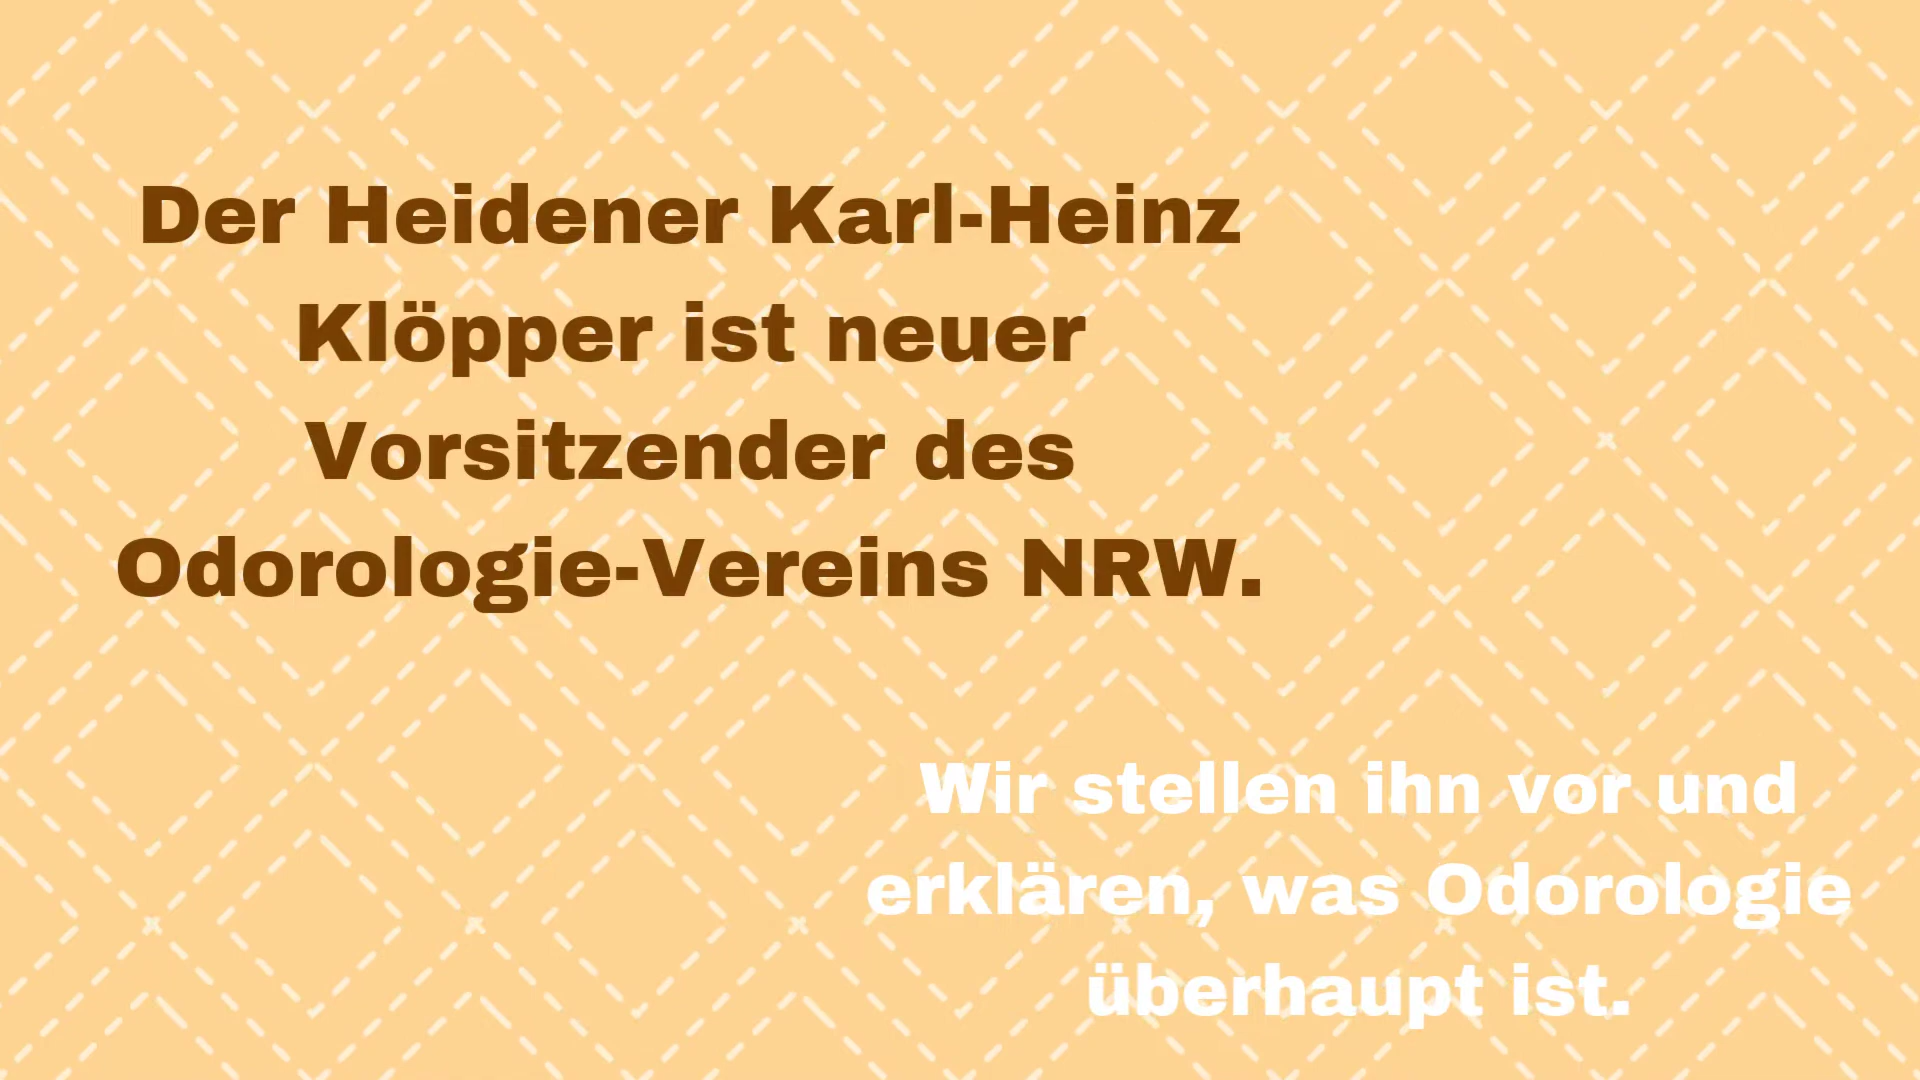 Der Heidener Karl-Heinz
Klöpper ist neuer
Vorsitzender des
Odorologie-Vereins NRW.
Wir stellen ihn vor und
erklären, was Odorologie
überhaupt ist.